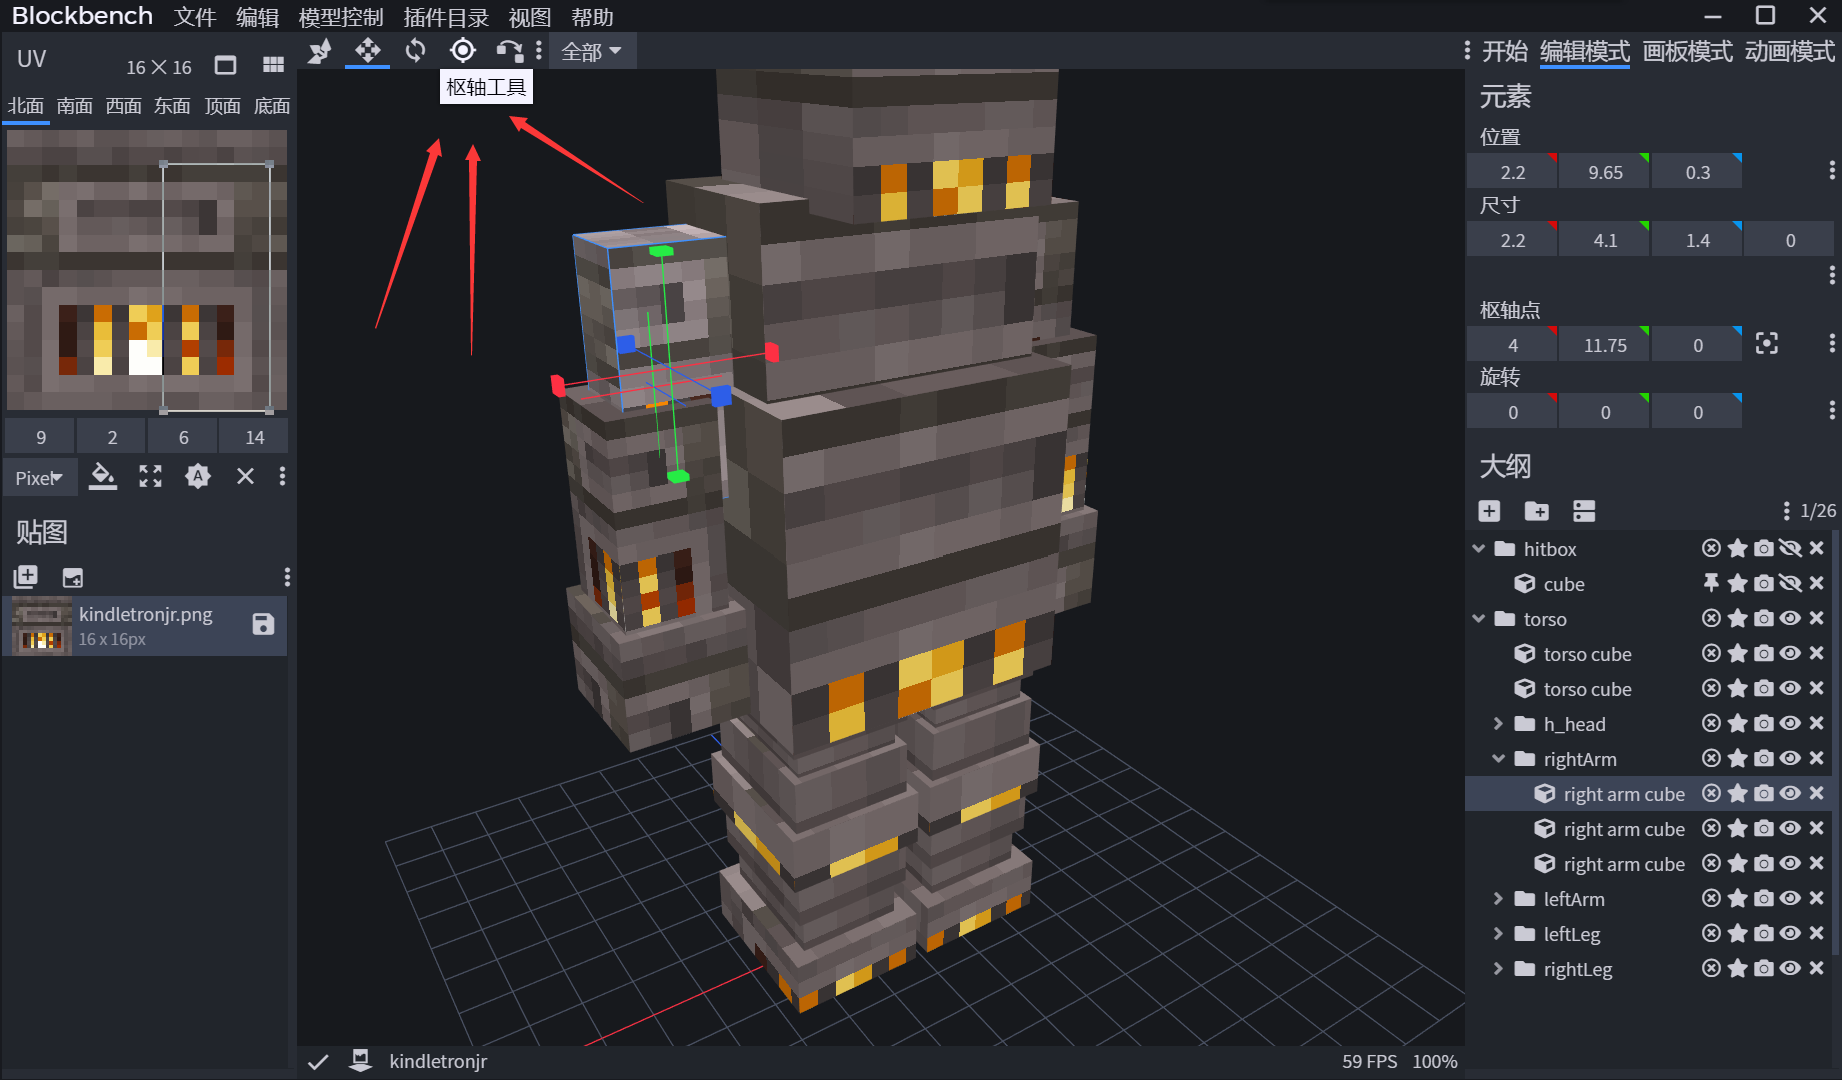 Blockbench 文件 编辑 模型控制 插件目录 视图 帮助
UV
16×16
全部
开始 编辑模式 画板模式 动画模式
枢轴工具
北面 南面 西面 东面 顶面 底面
元素
位置
2.2 9.65 0.3
尺寸
2.2 4.1 1.4 0
枢轴点
4 11.75 0
旋转
0 0 0
9 2 6 14
Pixel
A
贴图
kindletronjr.png
16 x 16px
大纲
1/26
hitbox
cube
torso
torso cube
torso cube
h_head
rightArm
right arm cube
right arm cube
right arm cube
leftArm
leftLeg
rightLeg
kindletronjr
59 FPS 100%